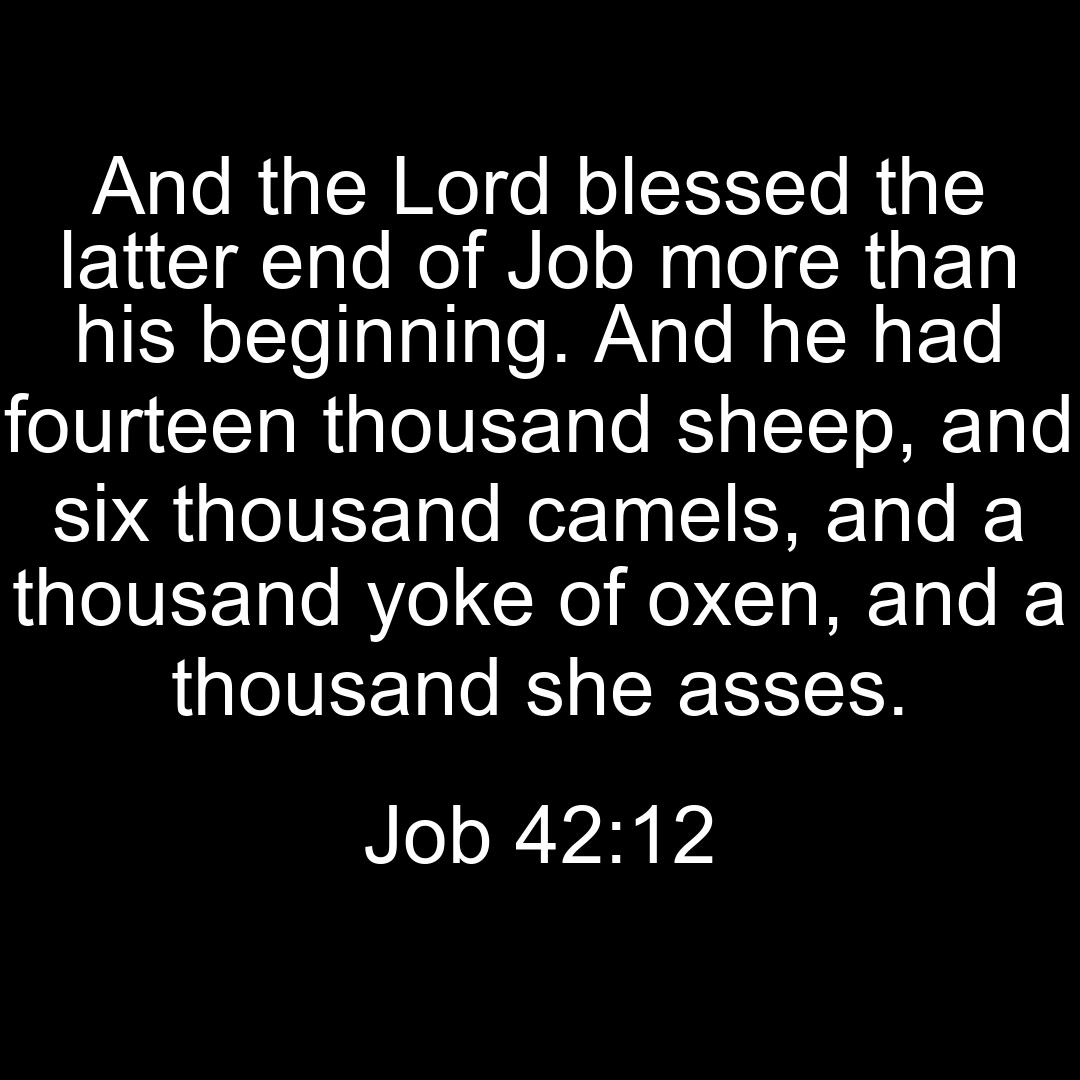 And the Lord blessed the
latter end of Job more than
his beginning. And he had
fourteen thousand sheep, and
six thousand camels, and a
thousand yoke of oxen, and a
thousand she asses.
Job 42:12